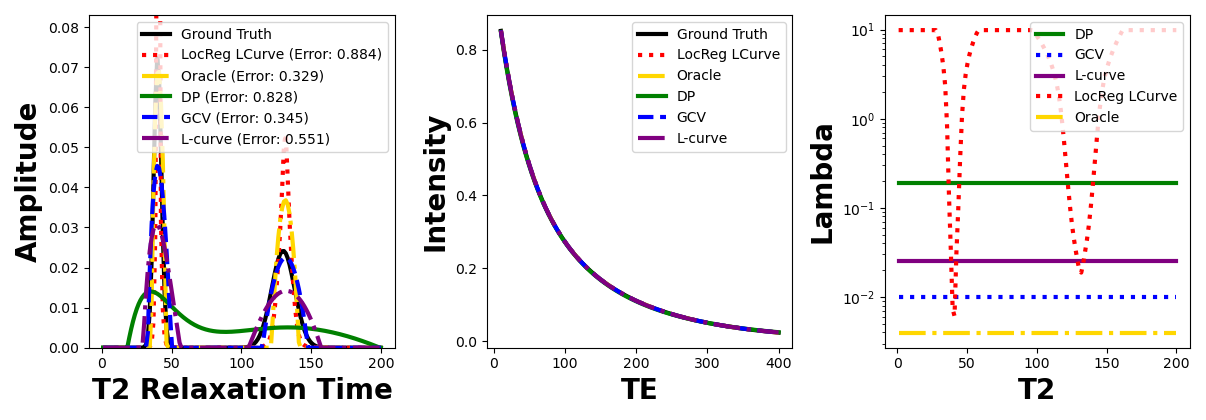 0.08
0.07
0.06
0.05
0.04
0.03
0.02
0.01
0.00
Amplitude
0
50
100
150
200
T2 Relaxation Time
Ground Truth
LocReg LCurve (Error: 0.884)
Oracle (Error: 0.329)
DP (Error: 0.828)
GCV (Error: 0.345)
L-curve (Error: 0.551)
0.8
0.6
0.4
0.2
0.0
Intensity
0
100
200
300
400
TE
Ground Truth
LocReg LCurve
Oracle
DP
GCV
L-curve
10¹
10⁰
10⁻¹
10⁻²
Lambda
0
50
100
150
200
T2
DP
GCV
L-curve
LocReg LCurve
Oracle